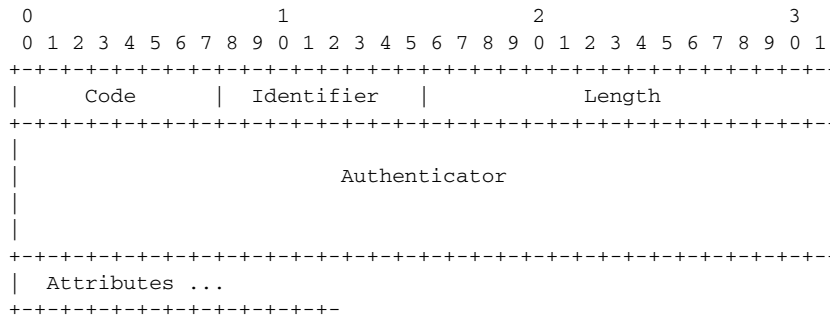 0                   1                   2                   3
0 1 2 3 4 5 6 7 8 9 0 1 2 3 4 5 6 7 8 9 0 1 2 3 4 5 6 7 8 9 0 1
+-+-+-+-+-+-+-+-+-+-+-+-+-+-+-+-+-+-+-+-+-+-+-+-+-+-+-+-+-+-+-+-
|     Code      |  Identifier   |            Length
+-+-+-+-+-+-+-+-+-+-+-+-+-+-+-+-+-+-+-+-+-+-+-+-+-+-+-+-+-+-+-+-
|
|                         Authenticator
|
|
+-+-+-+-+-+-+-+-+-+-+-+-+-+-+-+-+-+-+-+-+-+-+-+-+-+-+-+-+-+-+-+-
|  Attributes ...
+-+-+-+-+-+-+-+-+-+-+-+-+-